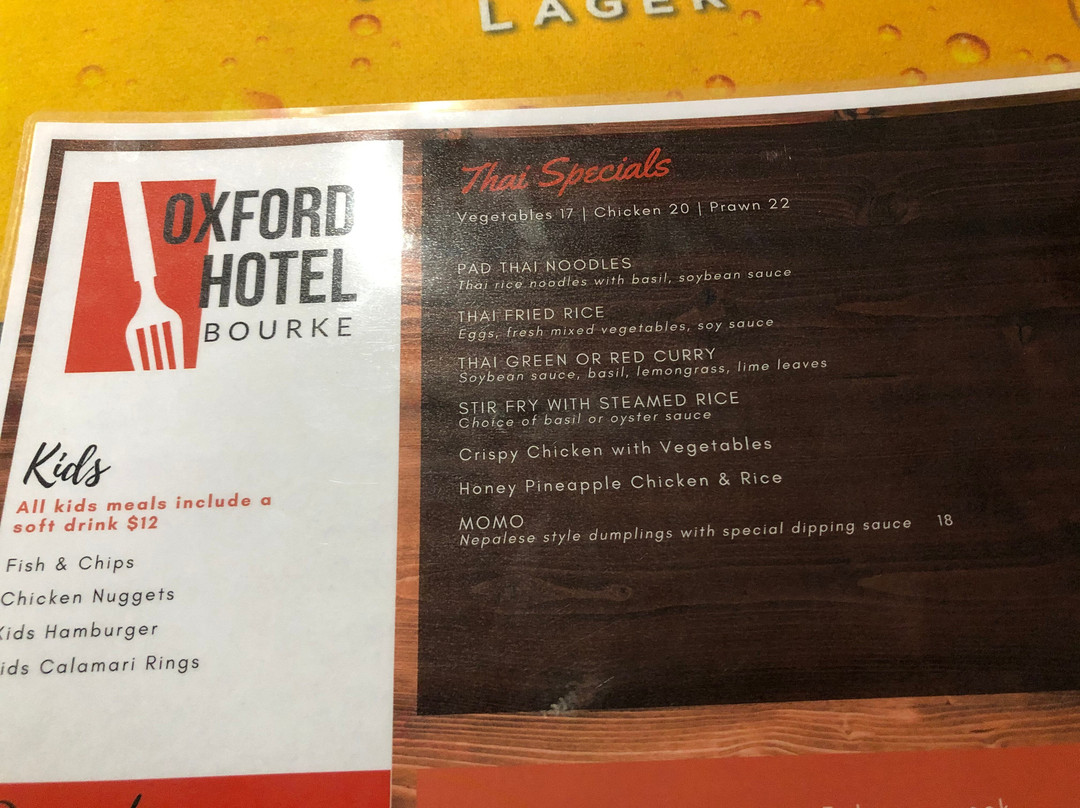 LAGER
OXFORD
HOTEL
BOURKE
Kids
All kids meals include a
soft drink $12
Fish & Chips
Chicken Nuggets
Kids Hamburger
ids Calamari Rings
Thai Specials
Vegetables 17 | Chicken 20 | Prawn 22
PAD THAI NOODLES
Thai rice noodles with basil, soybean sauce
THAI FRIED RICE
Eggs, fresh mixed vegetables, soy sauce
THAI GREEN OR RED CURRY
Soybean sauce, basil, lemongrass, lime leaves
STIR FRY WITH STEAMED RICE
Choice of basil or oyster sauce
Crispy Chicken with Vegetables
Honey Pineapple Chicken & Rice
MOMO
Nepalese style dumplings with special dipping sauce 18